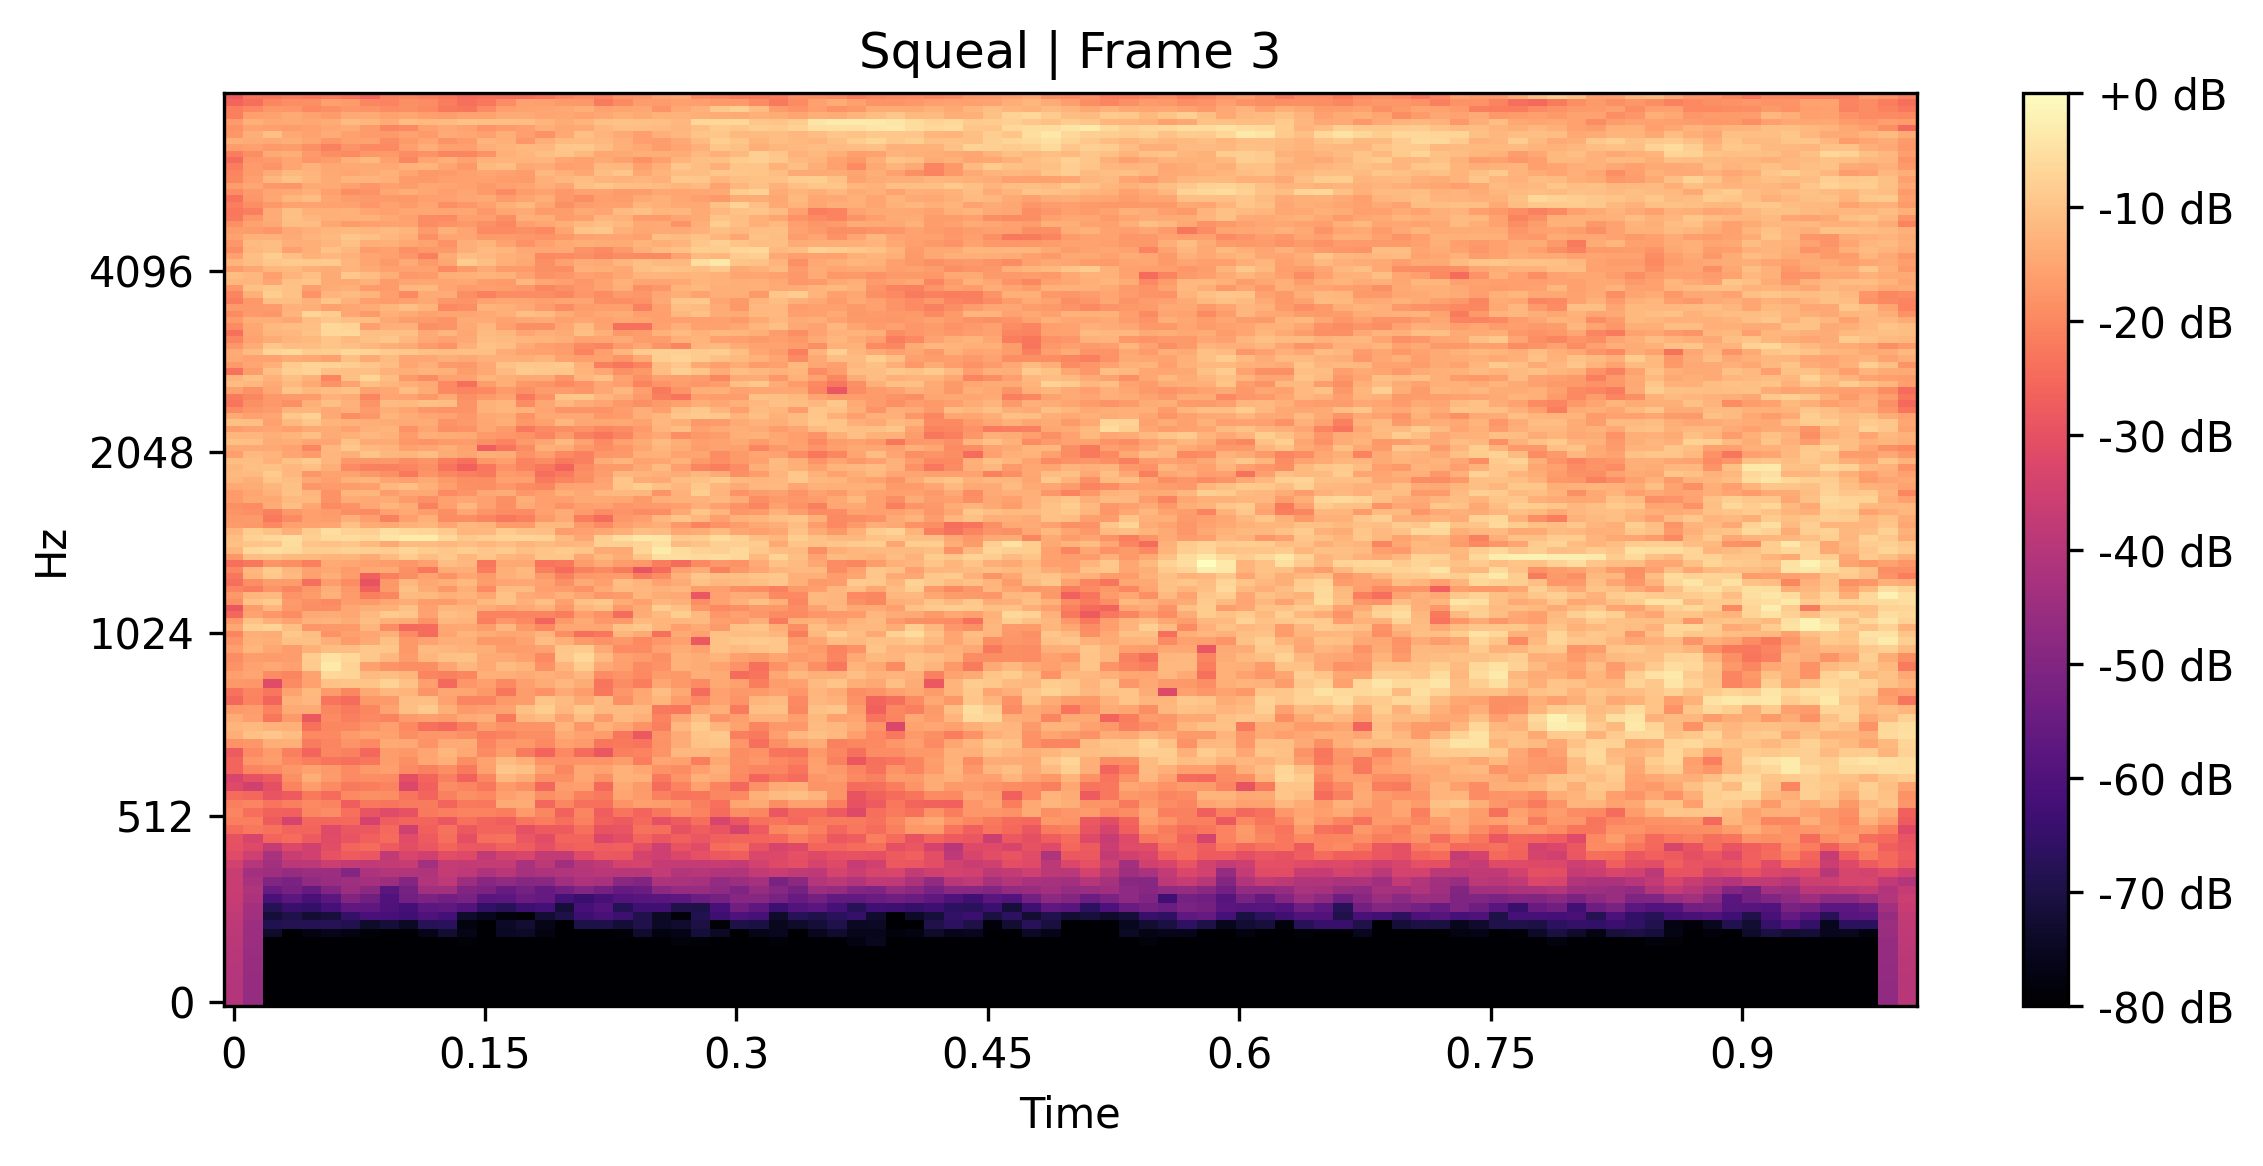 Squeal | Frame 3
+0 dB
-10 dB
-20 dB
-30 dB
-40 dB
-50 dB
-60 dB
-70 dB
-80 dB
4096
2048
1024
512
0
Hz
0 0.15 0.3 0.45 0.6 0.75 0.9
Time